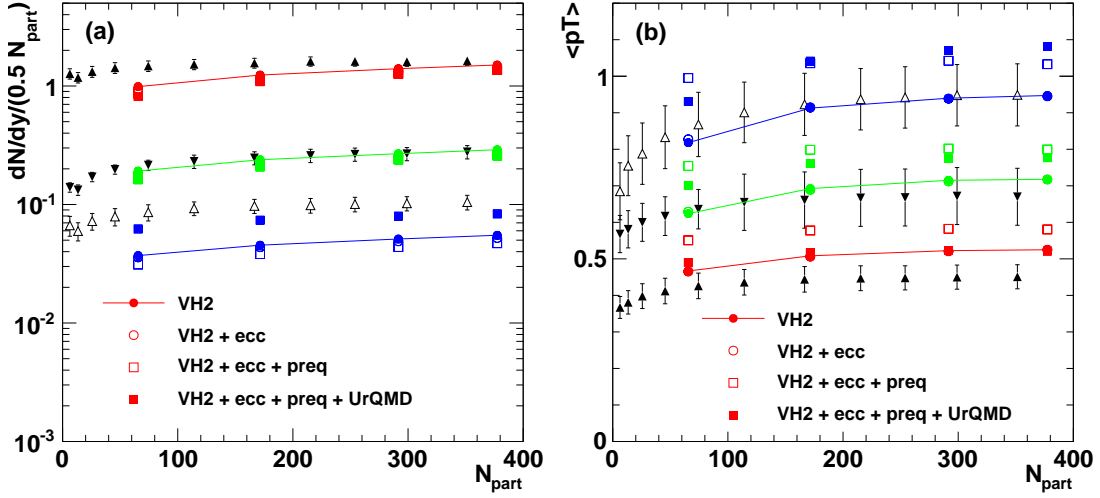 (a)
dN/dy/(0.5 N_part)
1
10^-1
10^-2
10^-3
VH2
VH2 + ecc
VH2 + ecc + preq
VH2 + ecc + preq + UrQMD
0 100 200 300 400
N_part
(b)
<pT>
1
0.5
0
VH2
VH2 + ecc
VH2 + ecc + preq
VH2 + ecc + preq + UrQMD
0 100 200 300 400
N_part